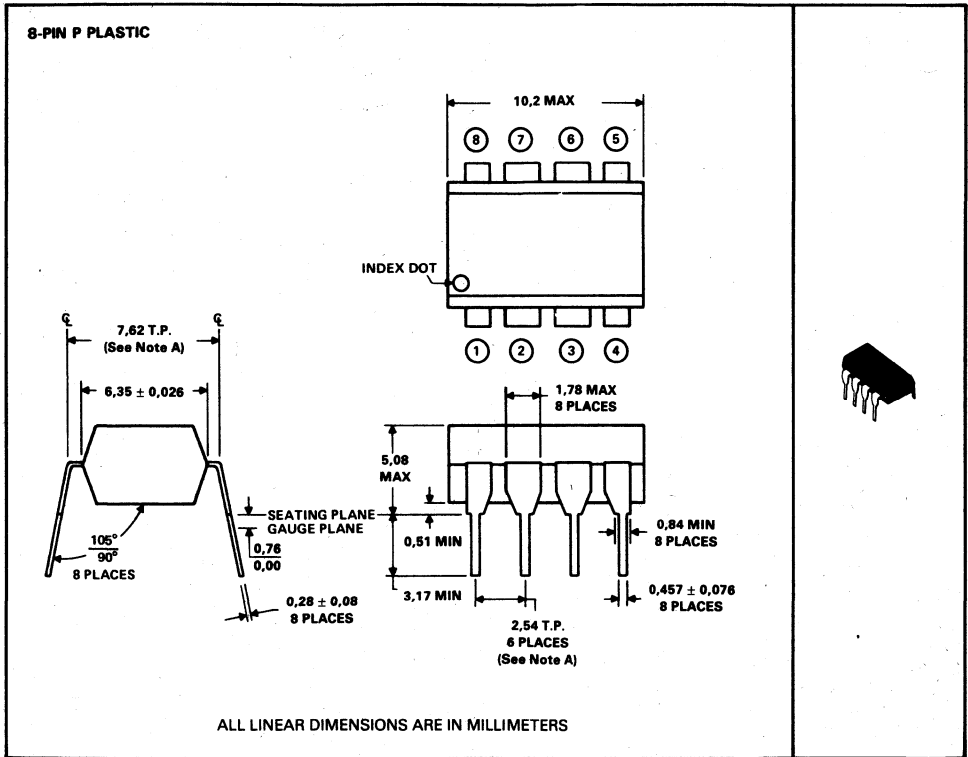 8-PIN P PLASTIC
10,2 MAX
8 7 6 5
INDEX DOT
1 2 3 4
℄ ℄
7,62 T.P.
(See Note A)
6,35 ± 0,026
1,78 MAX
8 PLACES
5,08
MAX
SEATING PLANE
GAUGE PLANE
0,51 MIN
0,84 MIN
8 PLACES
105°
90°
8 PLACES
0,76
0,00
3,17 MIN
0,457 ± 0,076
8 PLACES
0,28 ± 0,08
8 PLACES
2,54 T.P.
6 PLACES
(See Note A)
ALL LINEAR DIMENSIONS ARE IN MILLIMETERS